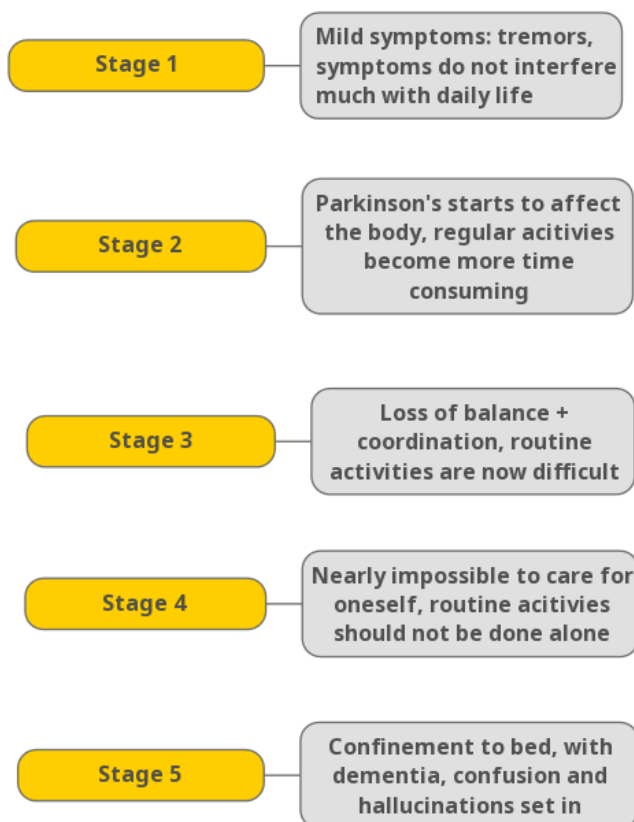 Stage 1
Mild symptoms: tremors,
symptoms do not interfere
much with daily life
Stage 2
Parkinson's starts to affect
the body, regular acitivies
become more time
consuming
Stage 3
Loss of balance +
coordination, routine
activities are now difficult
Stage 4
Nearly impossible to care for
oneself, routine acitivies
should not be done alone
Stage 5
Confinement to bed, with
dementia, confusion and
hallucinations set in